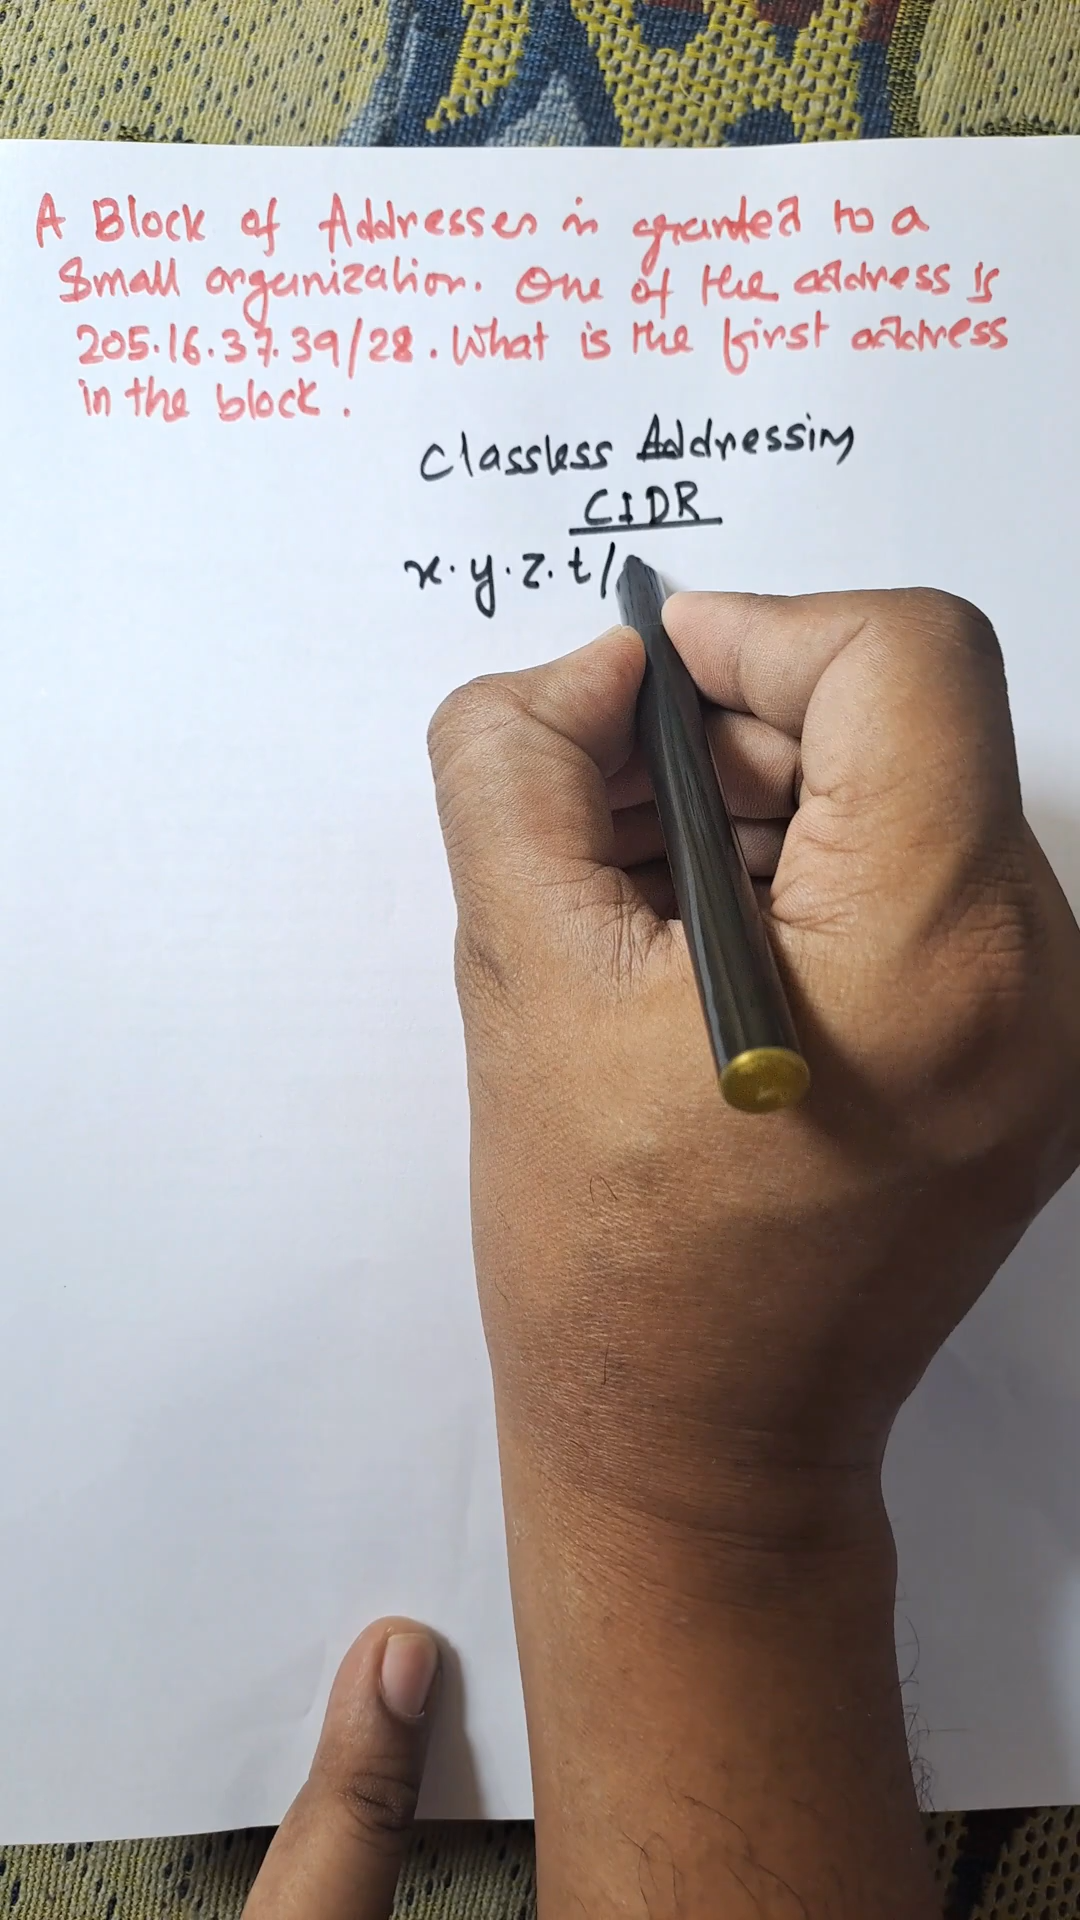 A Block of Addresses in granted to a
Small organization. One of the address is
205.16.37.39/28. What is the first address
in the block.
Classless Addressing
CIDR
x.y.z.t/